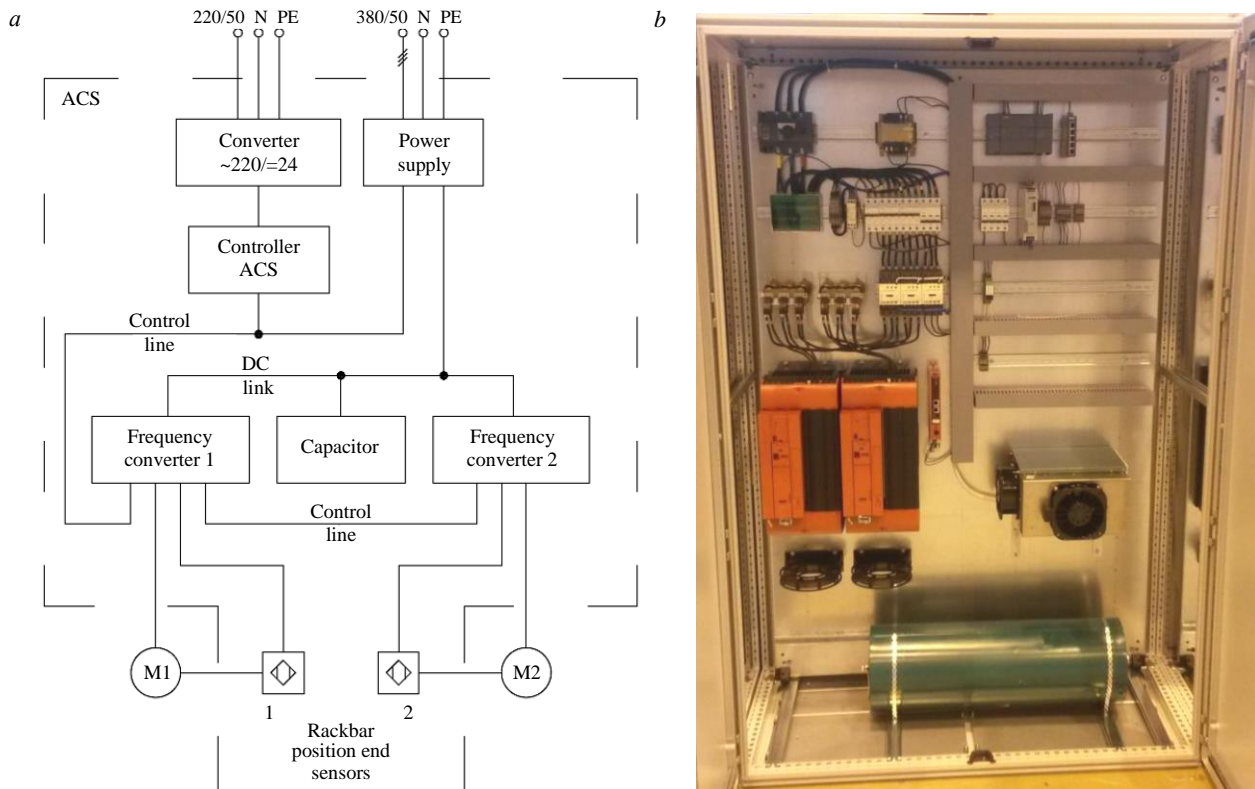 a
220/50 N PE
380/50 N PE
b
ACS
Converter
~220/=24
Power
supply
Controller
ACS
Control
line
DC
link
Frequency
converter 1
Capacitor
Frequency
converter 2
Control
line
M1
M2
1
2
Rackbar
position end
sensors